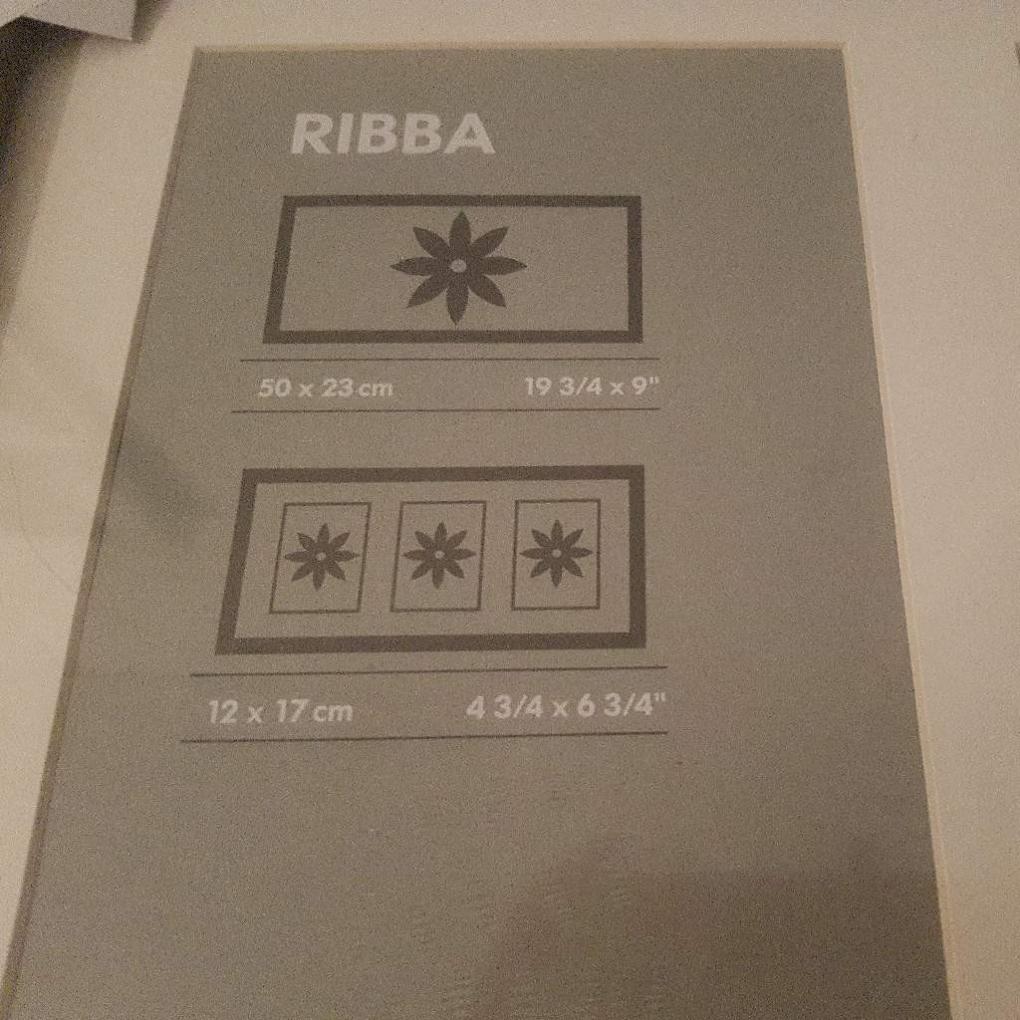 RIBBA
50 x 23 cm 19 3/4 x 9"
12 x 17 cm 4 3/4 x 6 3/4"